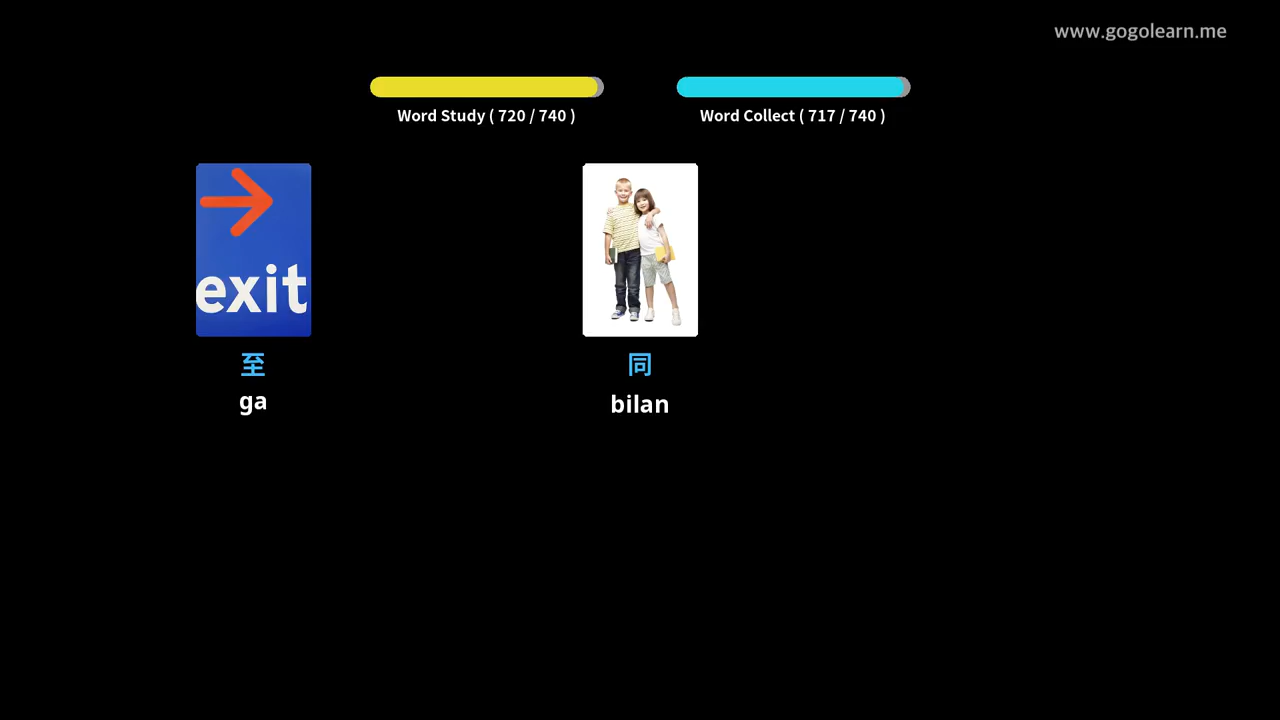 www.gogolearn.me
Word Study ( 720 / 740 )
Word Collect ( 717 / 740 )
exit
至
同
ga
bilan